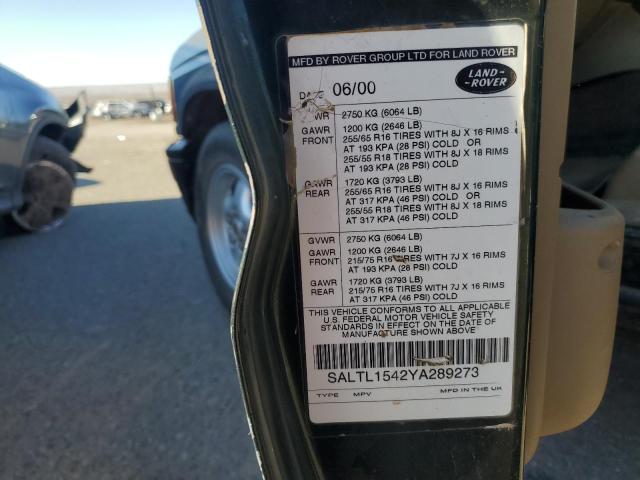 MFD BY ROVER GROUP LTD FOR LAND ROVER
LAND-
-ROVER
DATE 06/00
2750 KG (6064 LB)
GAWR 1200 KG (2646 LB)
FRONT 255/65 R16 TIRES WITH 8J X 16 RIMS
AT 193 KPA (28 PSI) COLD OR
255/55 R18 TIRES WITH 8J X 18 RIMS
AT 193 KPA (28 PSI) COLD
GAWR 1720 KG (3793 LB)
REAR 255/65 R16 TIRES WITH 8J X 16 RIMS
AT 317 KPA (46 PSI) COLD OR
255/55 R18 TIRES WITH 8J X 18 RIMS
AT 317 KPA (46 PSI) COLD
GVWR 2750 KG (6064 LB)
GAWR 1200 KG (2646 LB)
FRONT 215/75 R16 TIRES WITH 7J X 16 RIMS
AT 193 KPA (28 PSI) COLD
GAWR 1720 KG (3793 LB)
REAR 215/75 R16 TIRES WITH 7J X 16 RIMS
AT 317 KPA (46 PSI) COLD
THIS VEHICLE CONFORMS TO ALL APPLICABLE
U.S. FEDERAL MOTOR VEHICLE SAFETY
STANDARDS IN EFFECT ON THE DATE OF
MANUFACTURE SHOWN ABOVE
SALTL1542YA289273
TYPE MPV MFD IN THE UK